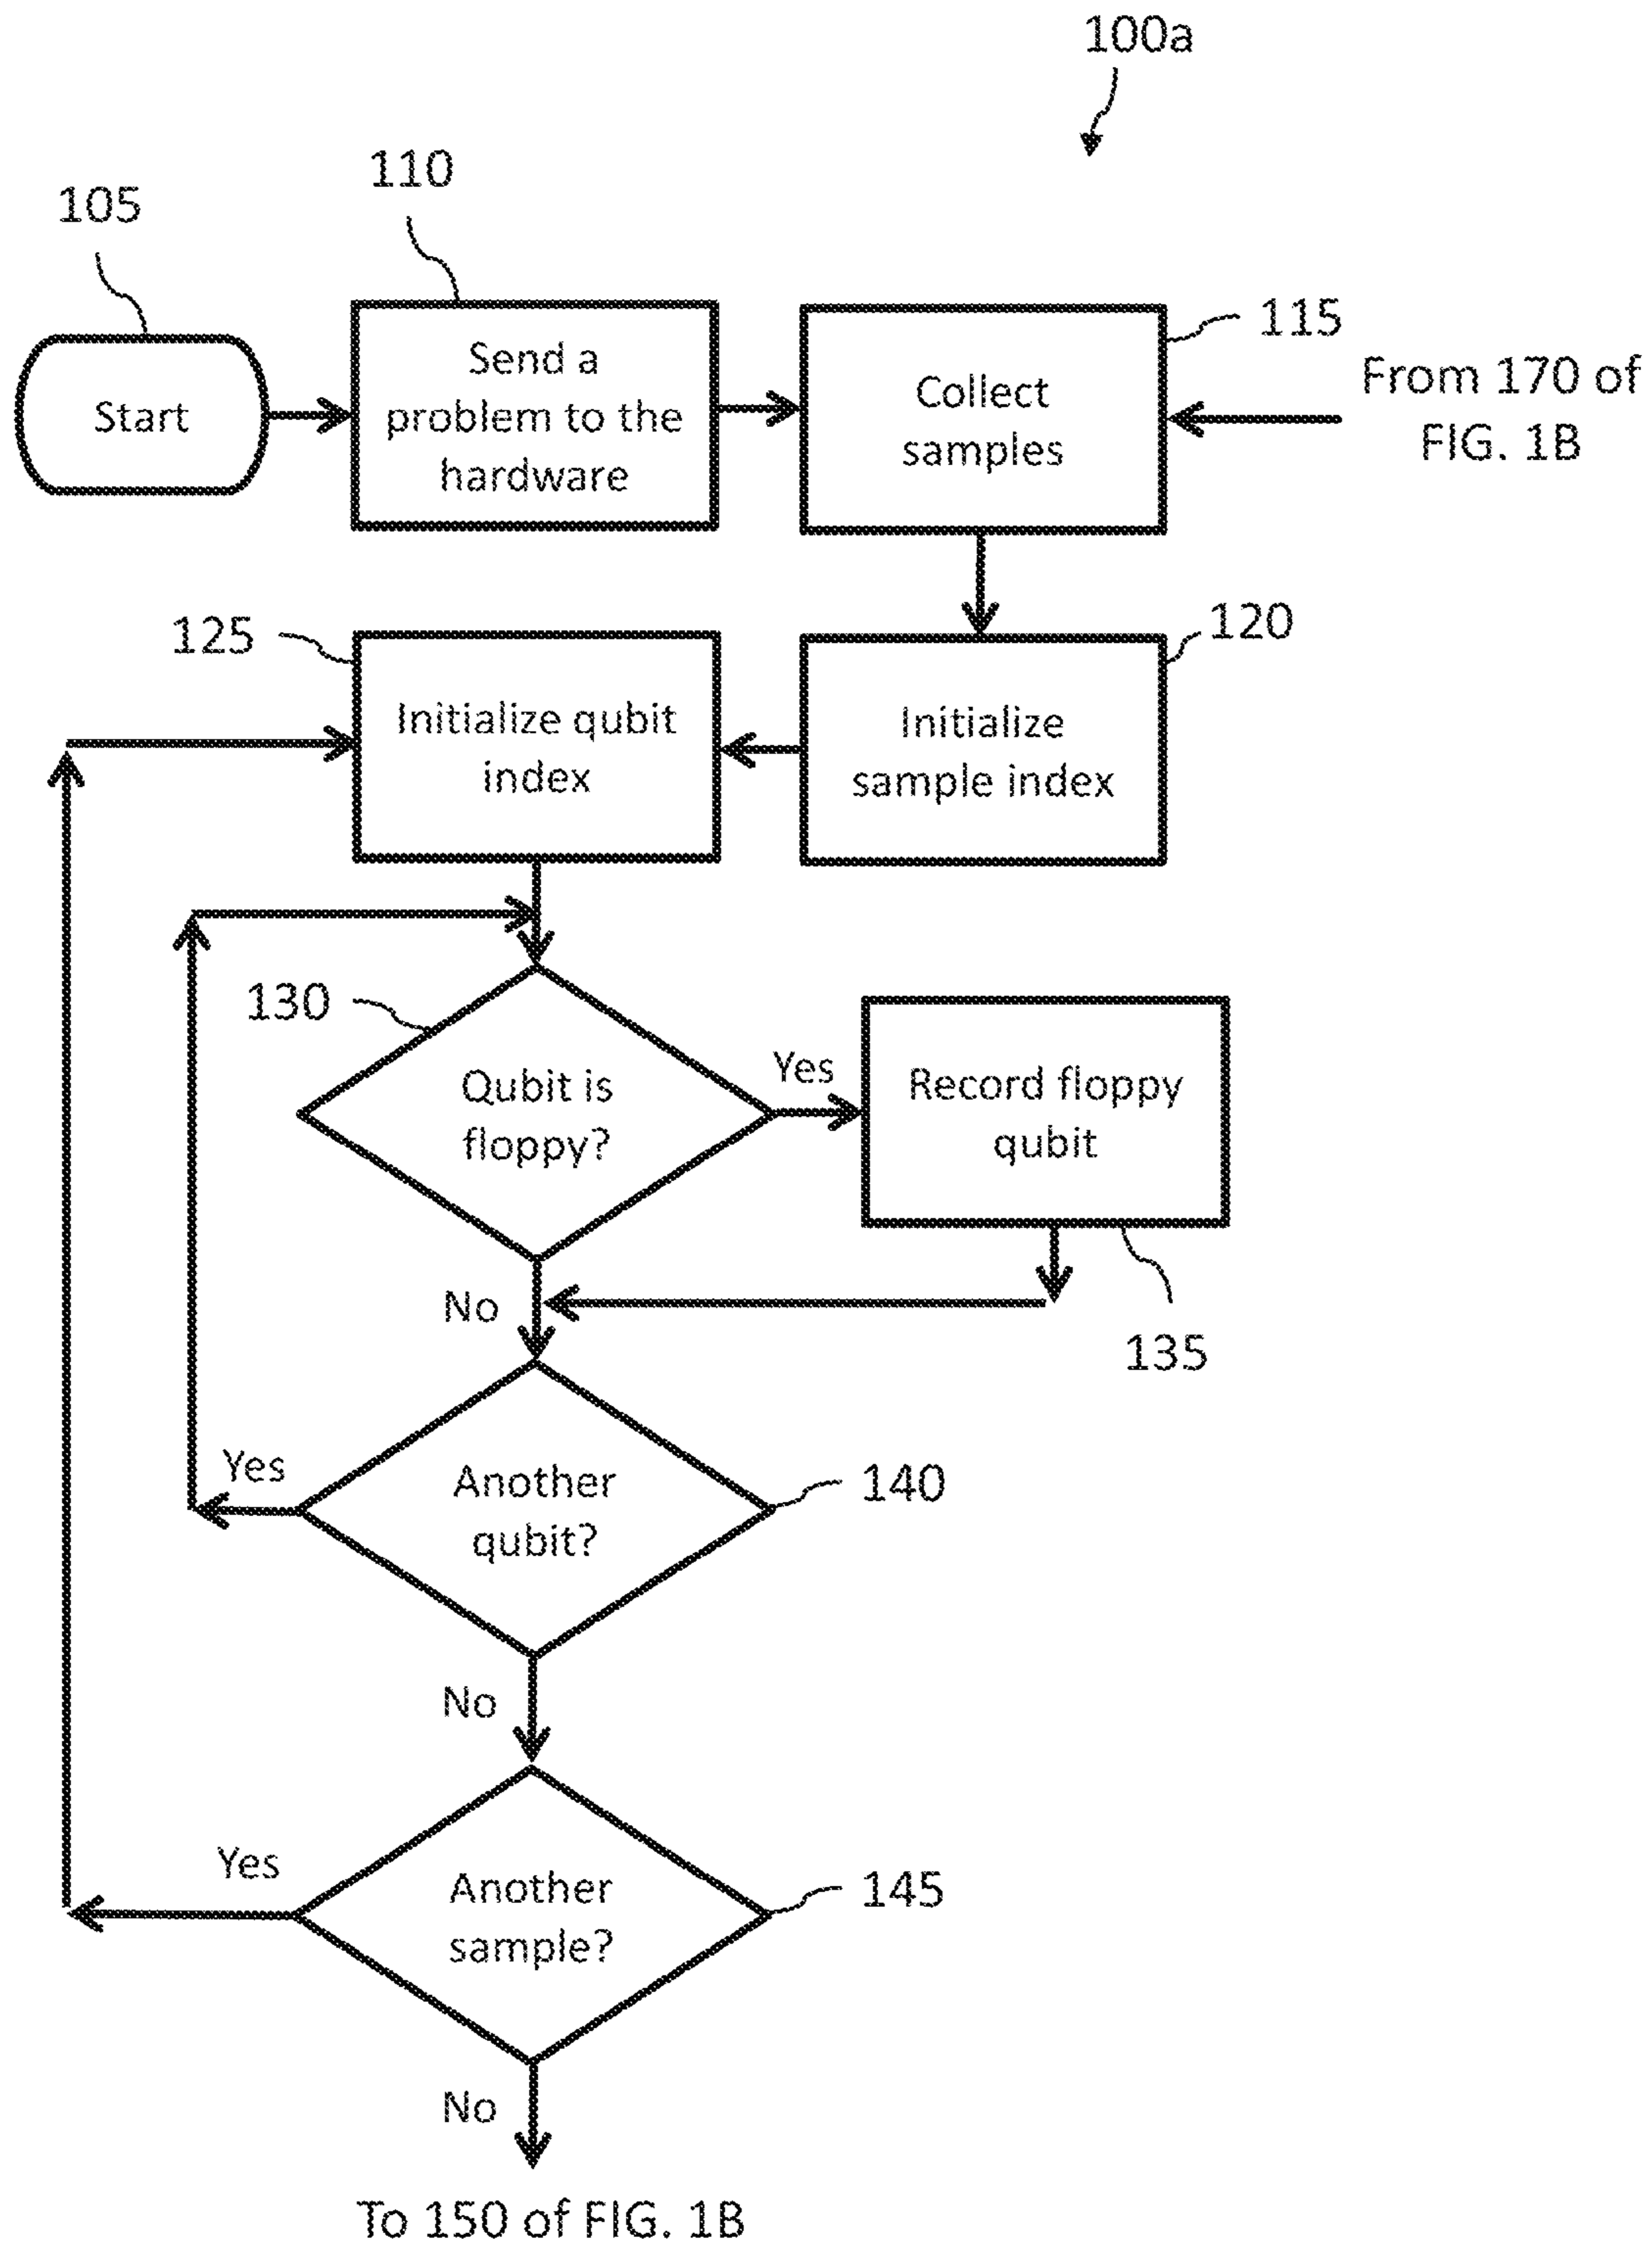 100a
110
105
115
Send a
problem to the
hardware
Collect
samples
Start
From 170 of
FIG. 1B
125
120
Initialize qubit
index
Initialize
sample index
130
Qubit is
floppy?
Yes
Record floppy
qubit
No
135
Yes
Another
qubit?
140
No
Yes
Another
sample?
145
No
To 150 of FIG. 1B